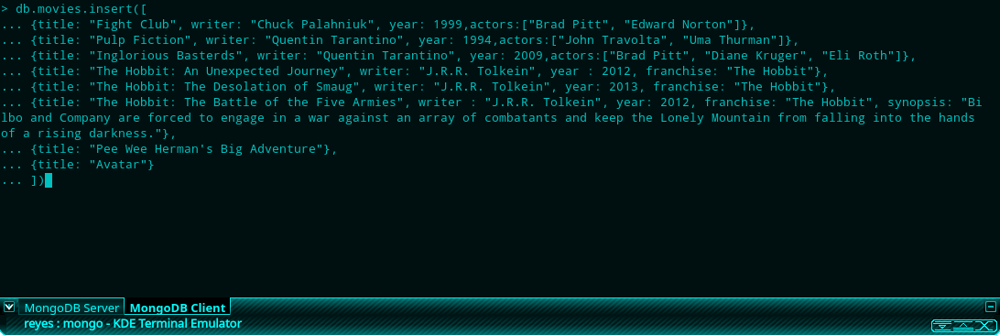 > db.movies.insert([
... {title: "Fight Club", writer: "Chuck Palahniuk", year: 1999,actors:["Brad Pitt", "Edward Norton"]},
... {title: "Pulp Fiction", writer: "Quentin Tarantino", year: 1994,actors:["John Travolta", "Uma Thurman"]},
... {title: "Inglorious Basterds", writer: "Quentin Tarantino", year: 2009,actors:["Brad Pitt", "Diane Kruger", "Eli Roth"]},
... {title: "The Hobbit: An Unexpected Journey", writer: "J.R.R. Tolkein", year : 2012, franchise: "The Hobbit"},
... {title: "The Hobbit: The Desolation of Smaug", writer: "J.R.R. Tolkein", year: 2013, franchise: "The Hobbit"},
... {title: "The Hobbit: The Battle of the Five Armies", writer : "J.R.R. Tolkein", year: 2012, franchise: "The Hobbit", synopsis: "Bi
lbo and Company are forced to engage in a war against an array of combatants and keep the Lonely Mountain from falling into the hands
of a rising darkness."},
... {title: "Pee Wee Herman's Big Adventure"},
... {title: "Avatar"}
... ])
MongoDB Server MongoDB Client
reyes : mongo - KDE Terminal Emulator